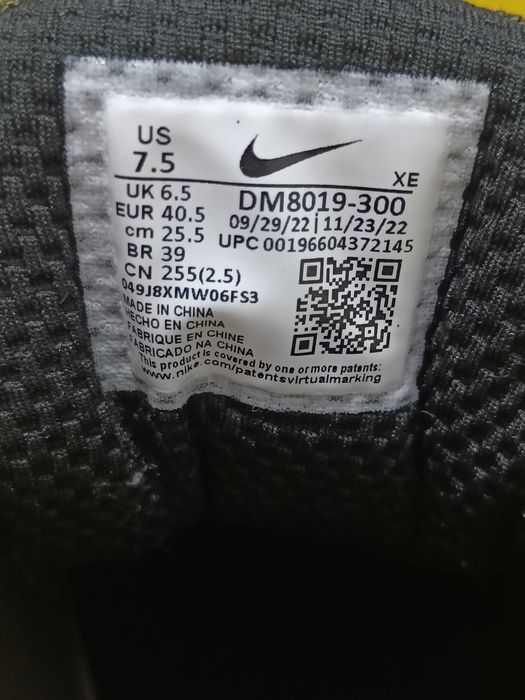 US
7.5
XE
UK 6.5
DM8019-300
EUR 40.5
09/29/22 | 11/23/22
cm 25.5
UPC 00196604372145
BR 39
CN 255(2.5)
049J8XMW06FS3
MADE IN CHINA
HECHO EN CHINA
FABRIQUE EN CHINE
FABRICADO NA CHINA
This product is covered by one or more patents:
www.nike.com/patentsvirtualmarking